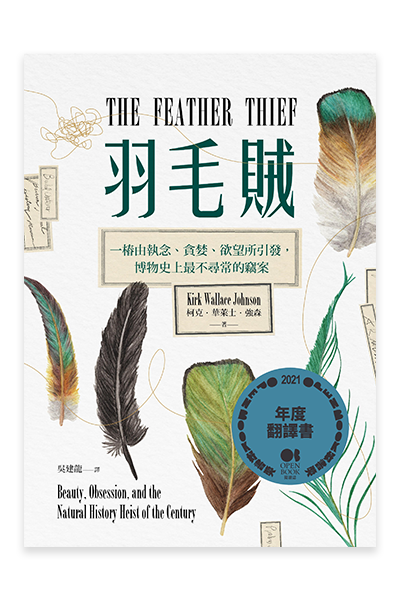 THE FEATHER THIEF
羽毛賊
一樁由執念、貪婪、欲望所引發，
博物史上最不尋常的竊案
Kirk Wallace Johnson
柯克．華萊士．強森
—著—
2021
年度
翻譯書
OPEN
BOOK
吳建龍——譯
Beauty, Obsession, and the
Natural History Heist of the Century